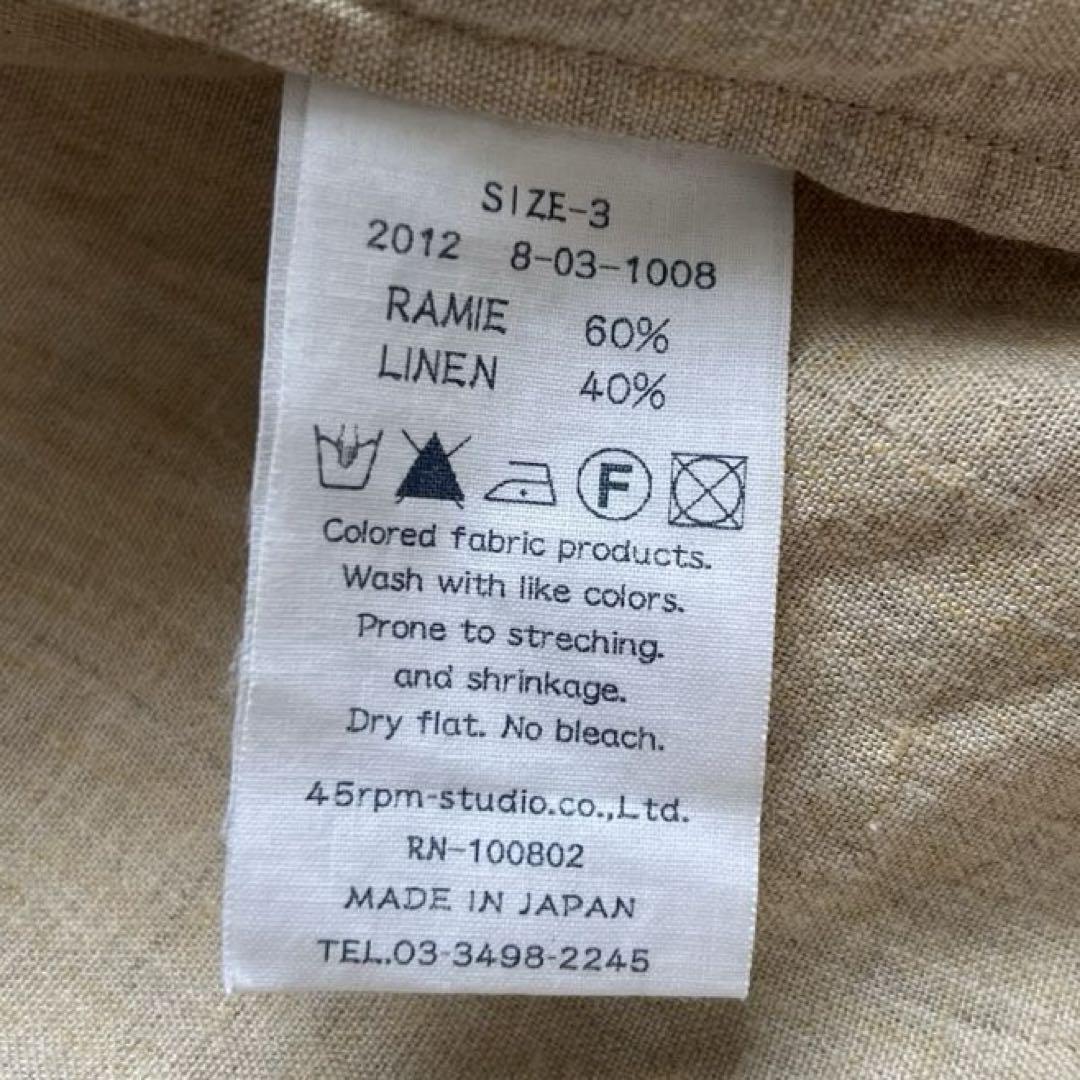 SIZE-3
2012 8-03-1008
RAMIE 60%
LINEN 40%
F
Colored fabric products.
Wash with like colors.
Prone to streching.
and shrinkage.
Dry flat. No bleach.
45rpm-studio.co.,Ltd.
RN-100802
MADE IN JAPAN
TEL.03-3498-2245